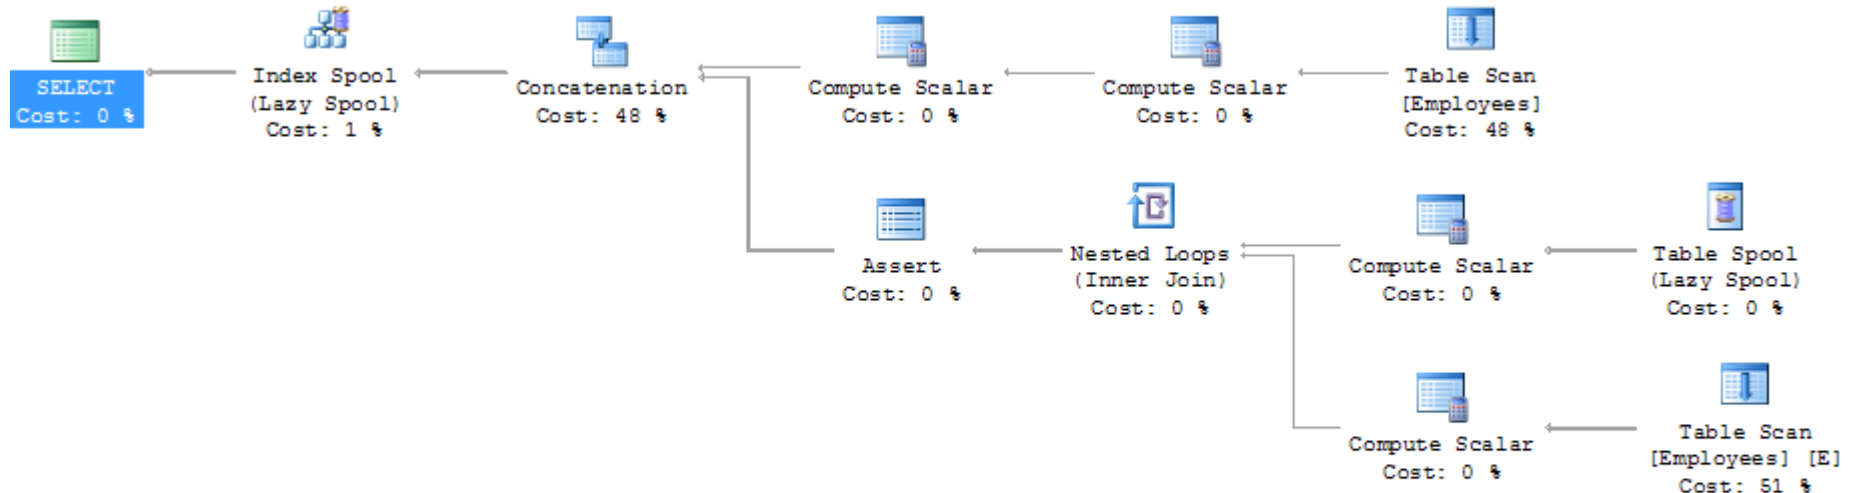 SELECT
Cost: 0 %
Index Spool
(Lazy Spool)
Cost: 1 %
Concatenation
Cost: 48 %
Compute Scalar
Cost: 0 %
Compute Scalar
Cost: 0 %
Table Scan
[Employees]
Cost: 48 %
Assert
Cost: 0 %
Nested Loops
(Inner Join)
Cost: 0 %
Compute Scalar
Cost: 0 %
Table Spool
(Lazy Spool)
Cost: 0 %
Compute Scalar
Cost: 0 %
Table Scan
[Employees] [E]
Cost: 51 %